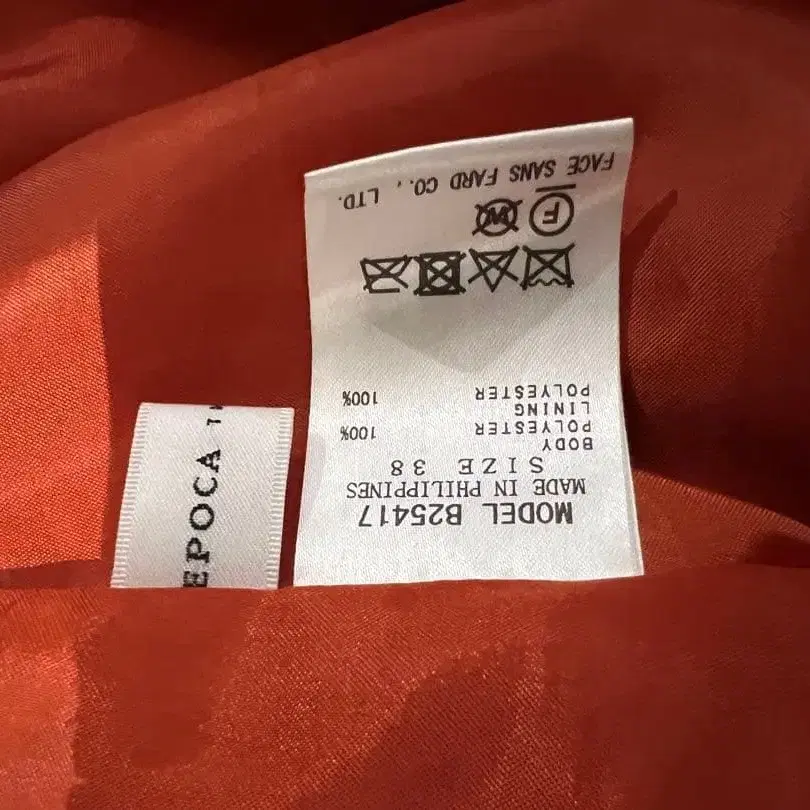 MODEL B25417
MADE IN PHILIPPINES
SIZE 38
BODY
POLYESTER 100%
LINING
POLYESTER 100%
F W
FACE SANS FARD CO., LTD.
EPOCA